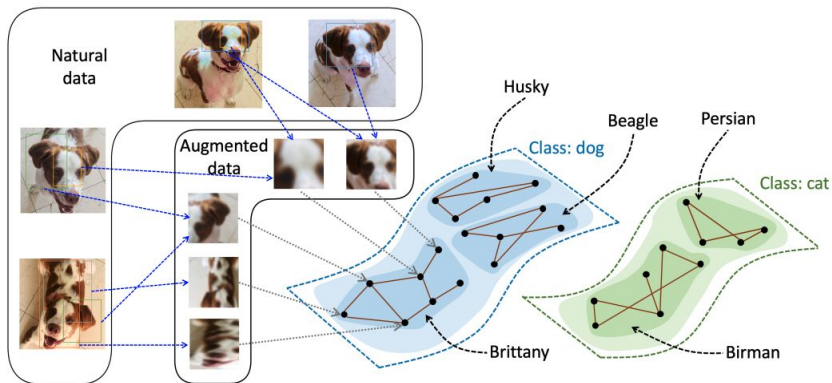 Natural
data
Augmented
data
Husky
Beagle
Persian
Class: dog
Class: cat
Brittany
Birman